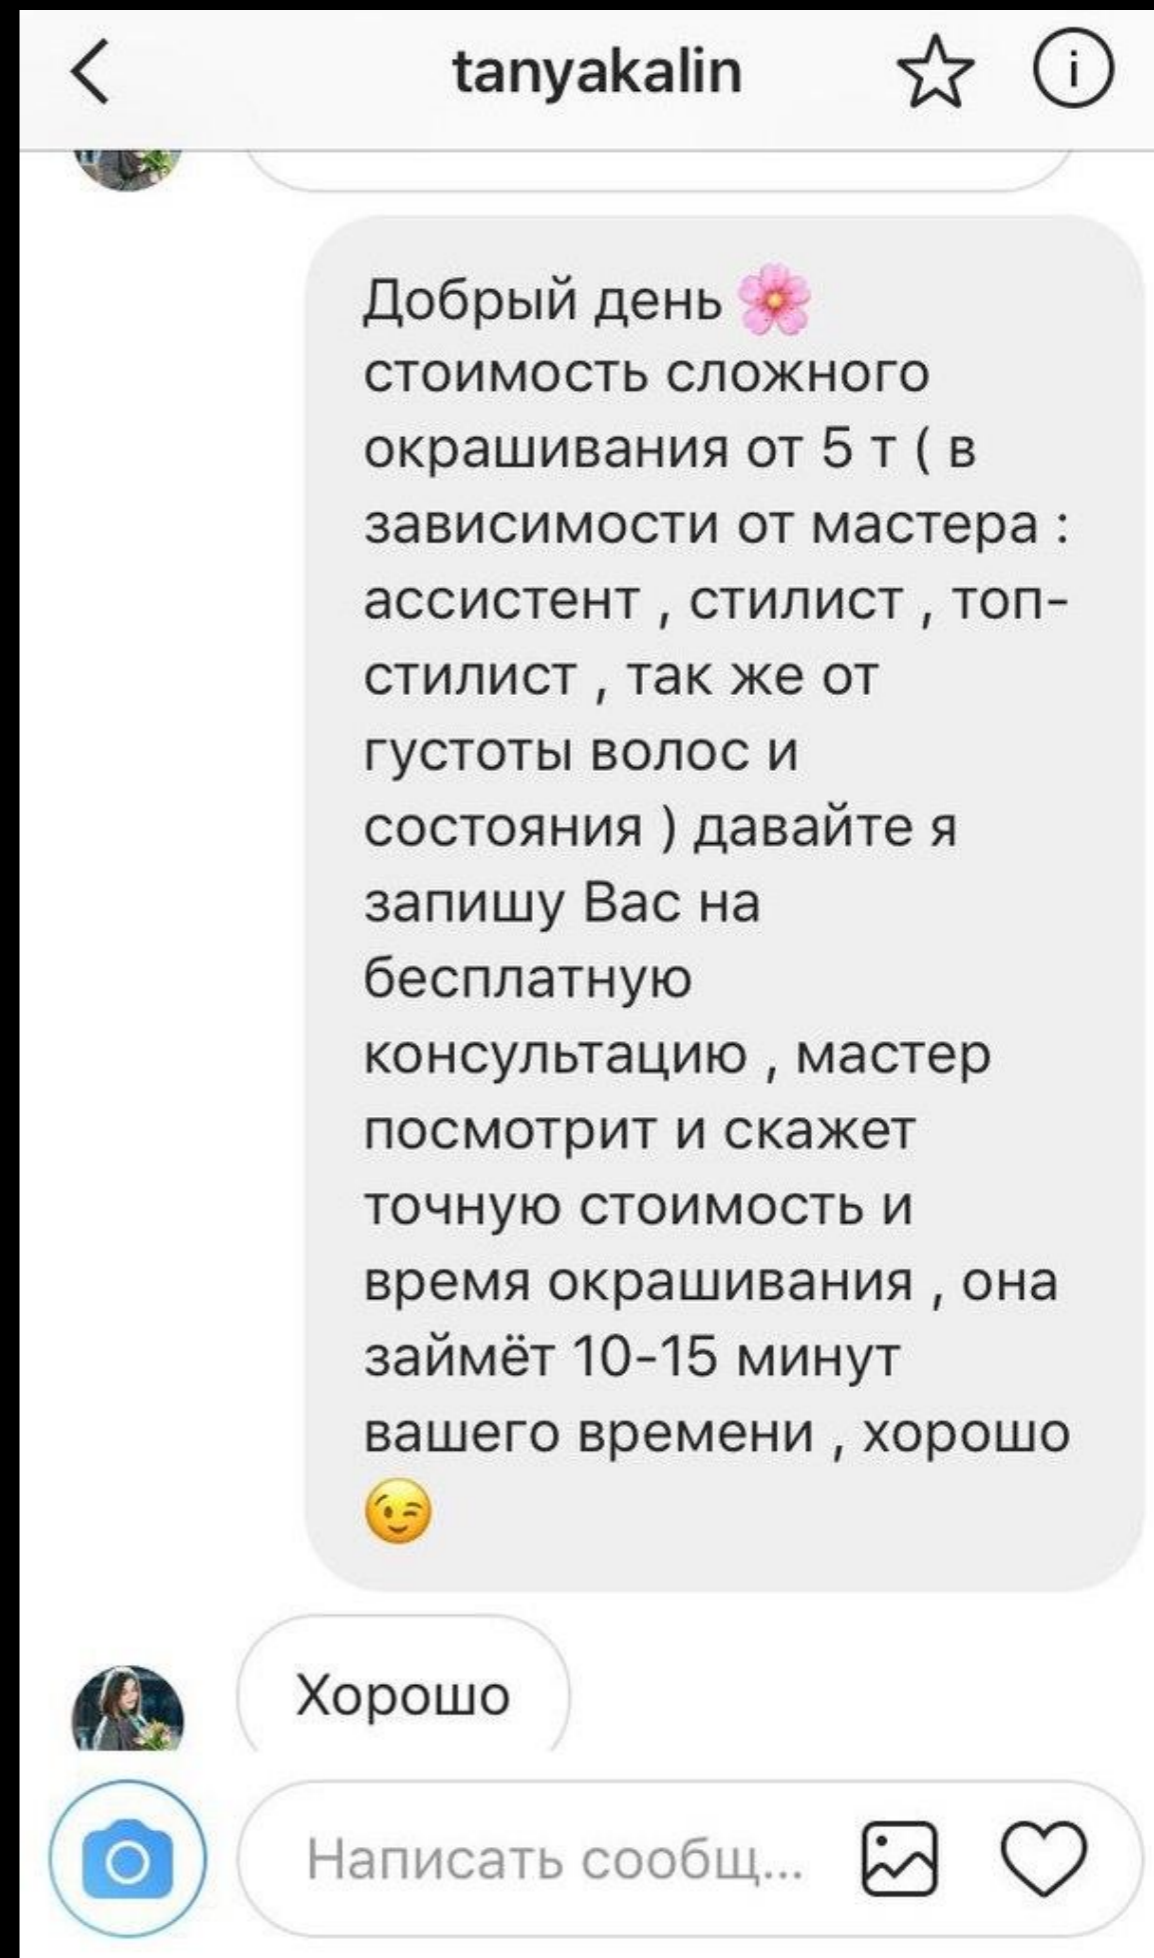 tanyakalin
Добрый день 🌸
стоимость сложного
окрашивания от 5 т ( в
зависимости от мастера :
ассистент , стилист , топ-
стилист , так же от
густоты волос и
состояния ) давайте я
запишу Вас на
бесплатную
консультацию , мастер
посмотрит и скажет
точную стоимость и
время окрашивания , она
займёт 10-15 минут
вашего времени , хорошо
😉
Хорошо
Написать сообщ...